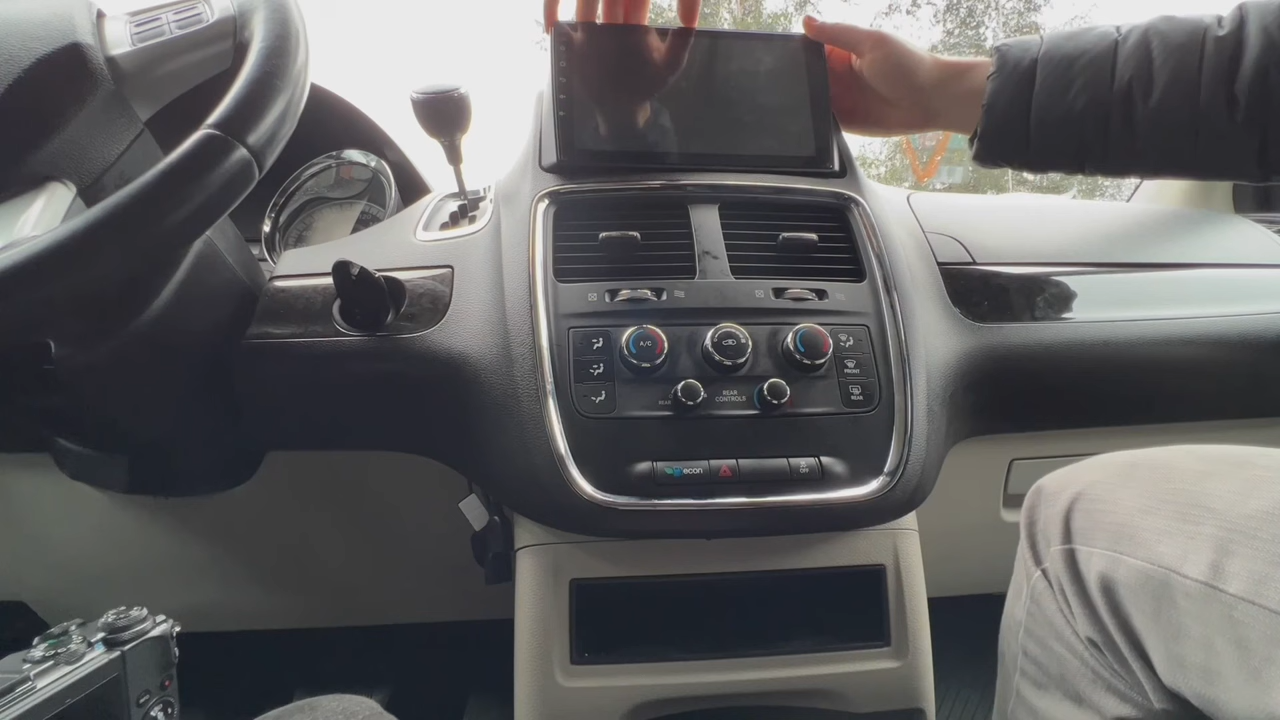 A/C
FRONT
REAR
REAR
CONTROLS
REAR
econ
OFF